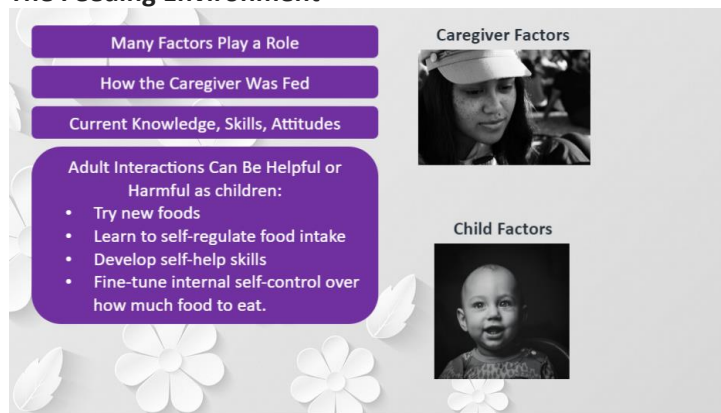 The Feeding Environment
Many Factors Play a Role
How the Caregiver Was Fed
Current Knowledge, Skills, Attitudes
Adult Interactions Can Be Helpful or
Harmful as children:
• Try new foods
• Learn to self-regulate food intake
• Develop self-help skills
• Fine-tune internal self-control over
how much food to eat.
Caregiver Factors
Child Factors